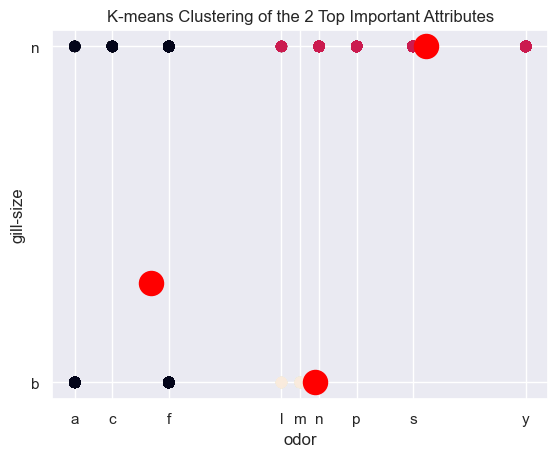 K-means Clustering of the 2 Top Important Attributes
n
gill-size
b
a c f l m n p s y
odor